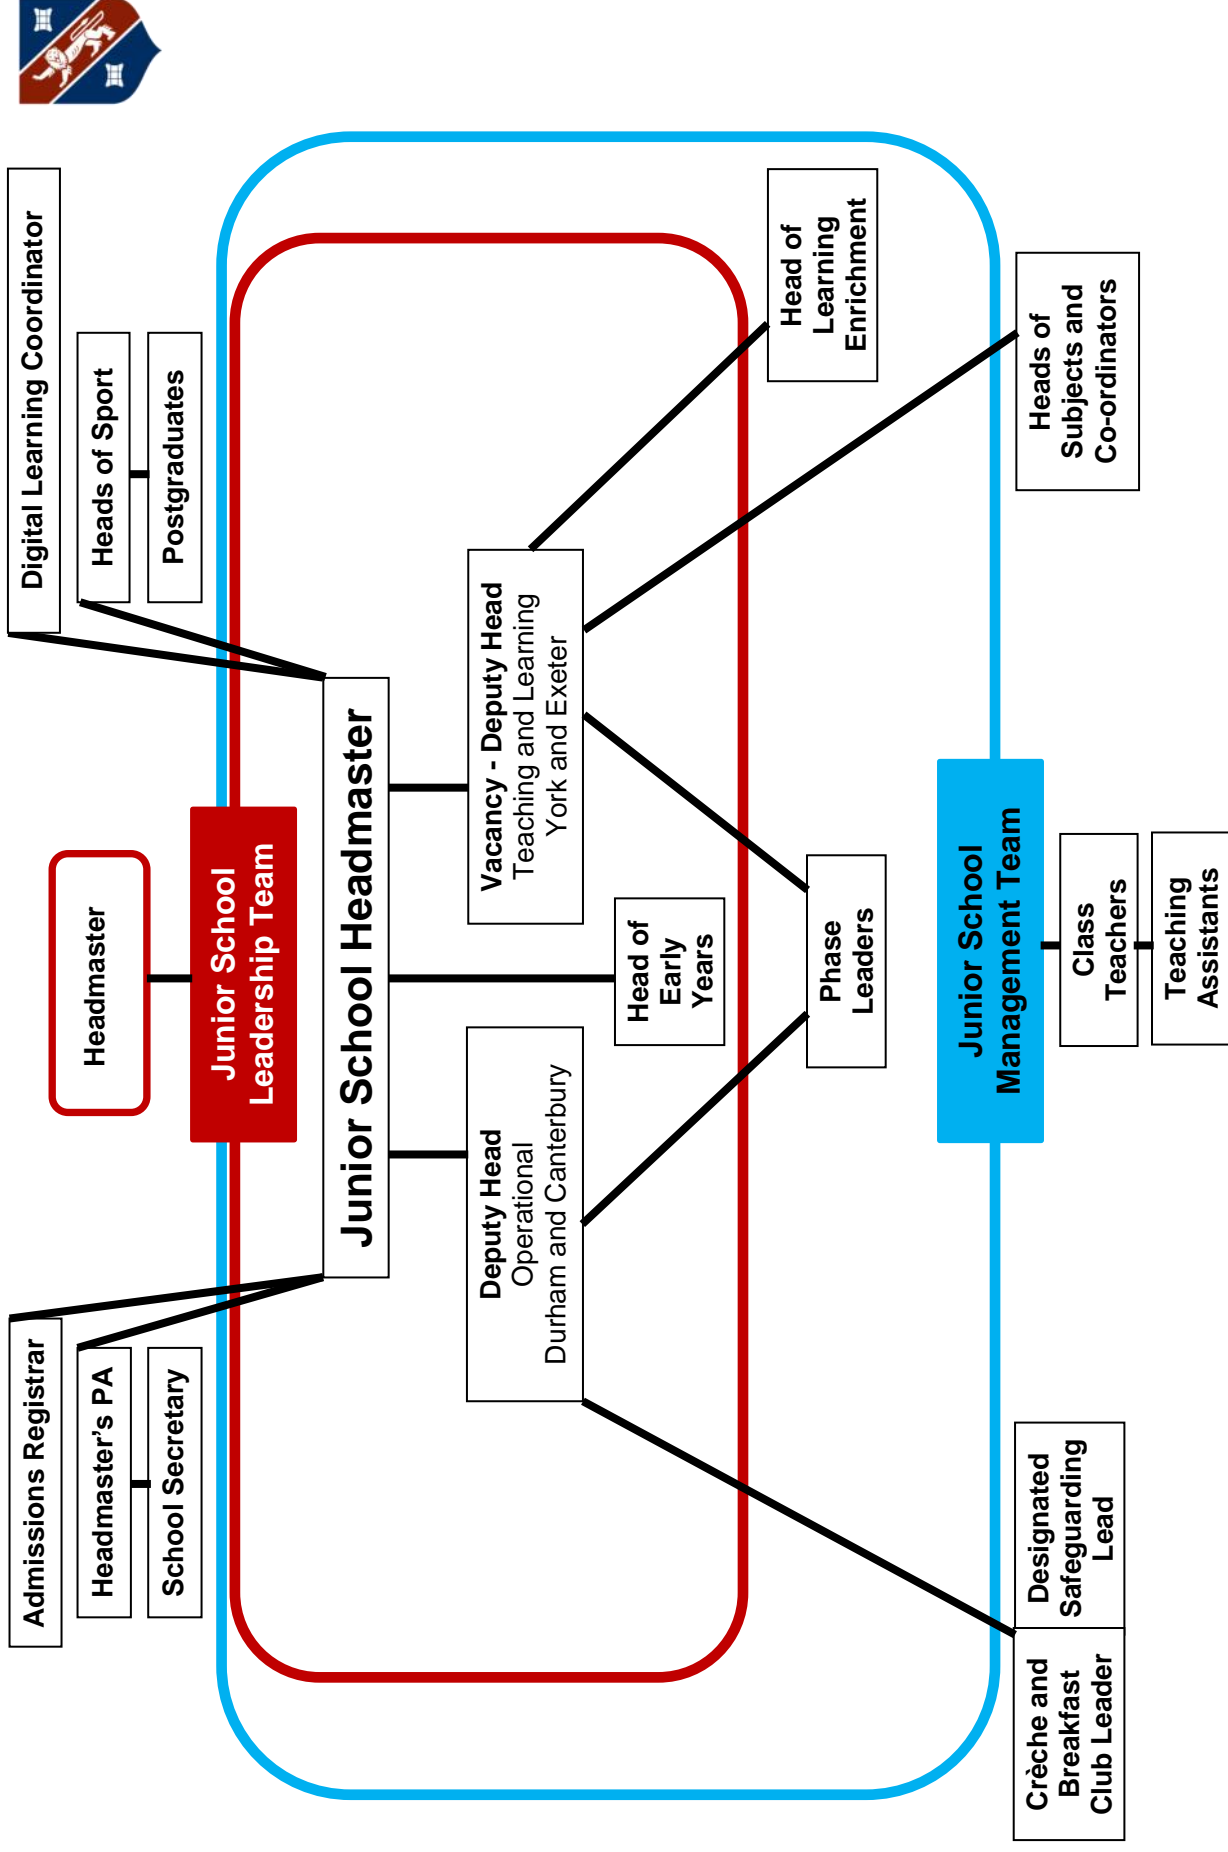 Headmaster
Admissions Registrar
Digital Learning Coordinator
Headmaster’s PA
Heads of Sport
School Secretary
Postgraduates
Junior School
Leadership Team
Junior School Headmaster
Deputy Head
Operational
Durham and Canterbury
Vacancy - Deputy Head
Teaching and Learning
York and Exeter
Head of
Early
Years
Head of
Learning
Enrichment
Phase
Leaders
Junior School
Management Team
Crèche and
Breakfast
Club Leader
Designated
Safeguarding
Lead
Heads of
Subjects and
Co-ordinators
Class
Teachers
Teaching
Assistants